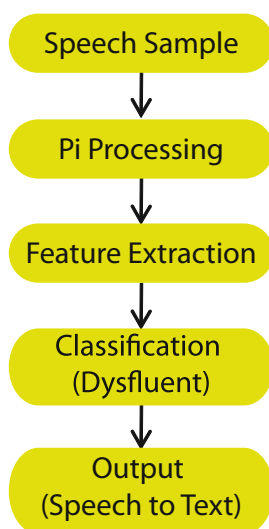 Speech Sample
Pi Processing
Feature Extraction
Classification
(Dysfluent)
Output
(Speech to Text)